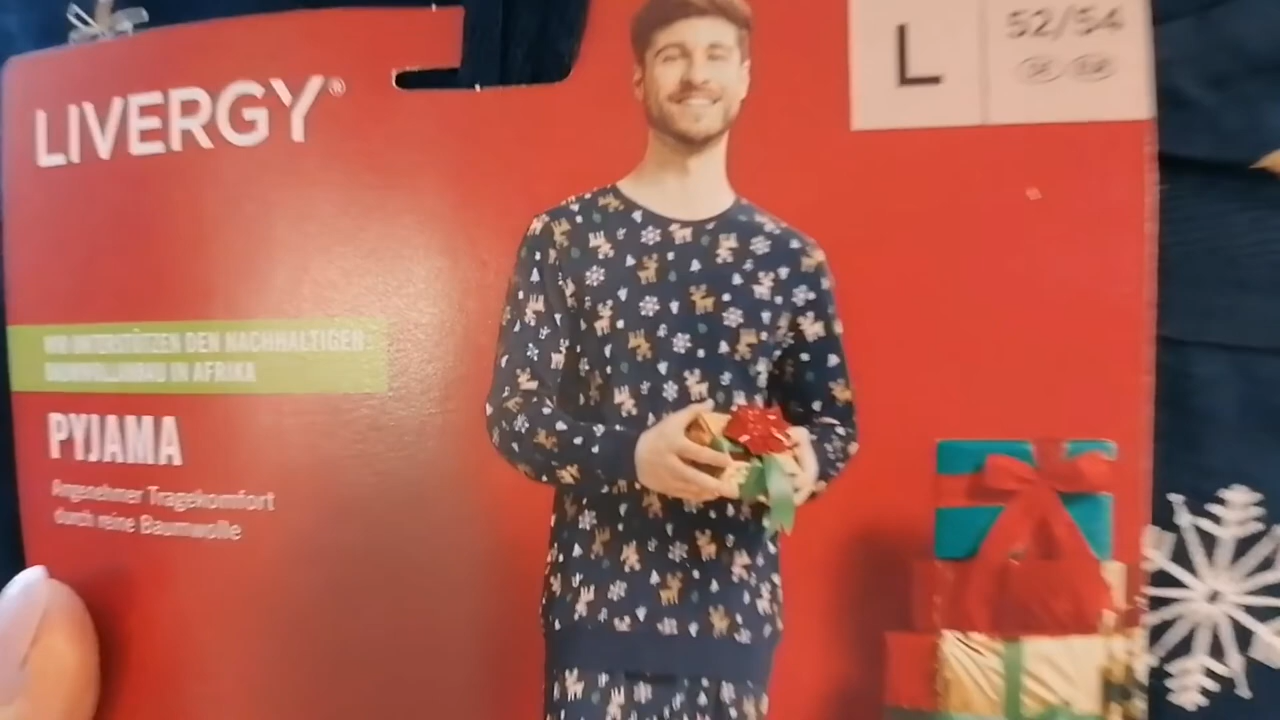 LIVERGY®
L
52/54
WIR UNTERSTÜTZEN DEN NACHHALTIGEN
BAUMWOLLANBAU IN AFRIKA
PYJAMA
Angenehmer Tragekomfort
durch reine Baumwolle